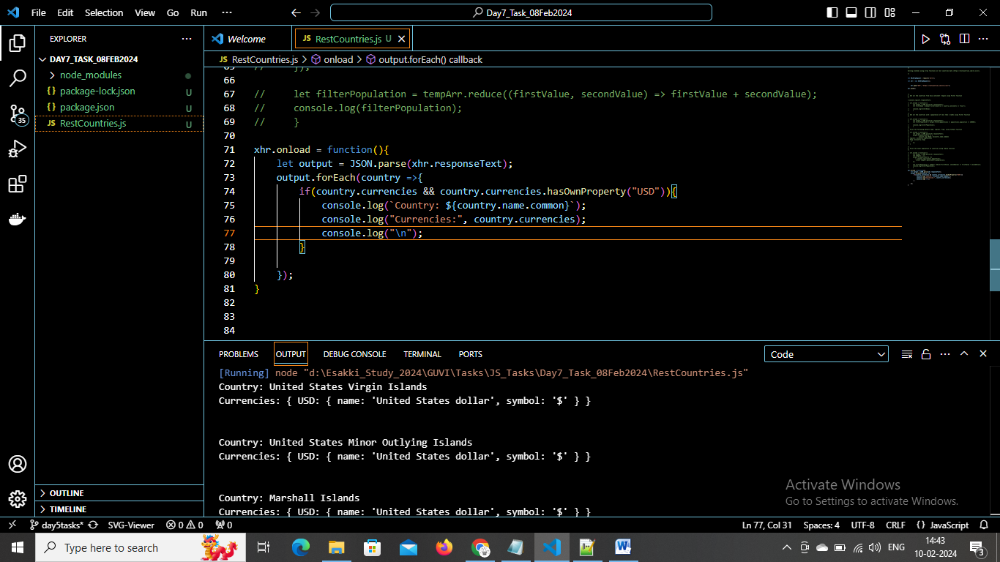 File Edit Selection View Go Run ··· Day7_Task_08Feb2024
EXPLORER ···
Welcome
JS RestCountries.js U
JS RestCountries.js > onload > output.forEach() callback
DAY7_TASK_08FEB2024
node_modules
{} package-lock.json U
{} package.json U
JS RestCountries.js U
35
65 // });
66
67 // let filterPopulation = tempArr.reduce((firstValue, secondValue) => firstValue + secondValue);
68 // console.log(filterPopulation);
69 // }
70
71 xhr.onload = function(){
72 let output = JSON.parse(xhr.responseText);
73 output.forEach(country =>{
74 if(country.currencies && country.currencies.hasOwnProperty("USD")){
75 console.log(`Country: ${country.name.common}`);
76 console.log("Currencies:", country.currencies);
77 console.log("\n");
78 }
79
80 });
81 }
82
83
84
PROBLEMS OUTPUT DEBUG CONSOLE TERMINAL PORTS Code
[Running] node "d:\Esakki_Study_2024\GUVI\Tasks\JS_Tasks\Day7_Task_08Feb2024\RestCountries.js"
Country: United States Virgin Islands
Currencies: { USD: { name: 'United States dollar', symbol: '$' } }
Country: United States Minor Outlying Islands
Currencies: { USD: { name: 'United States dollar', symbol: '$' } }
Country: Marshall Islands
Currencies: { USD: { name: 'United States dollar', symbol: '$' } }
OUTLINE
TIMELINE
Activate Windows
Go to Settings to activate Windows.
day5tasks* SVG-Viewer 0 0 0 Ln 77, Col 31 Spaces: 4 UTF-8 CRLF {} JavaScript
Type here to search
ENG
14:43
10-02-2024
3